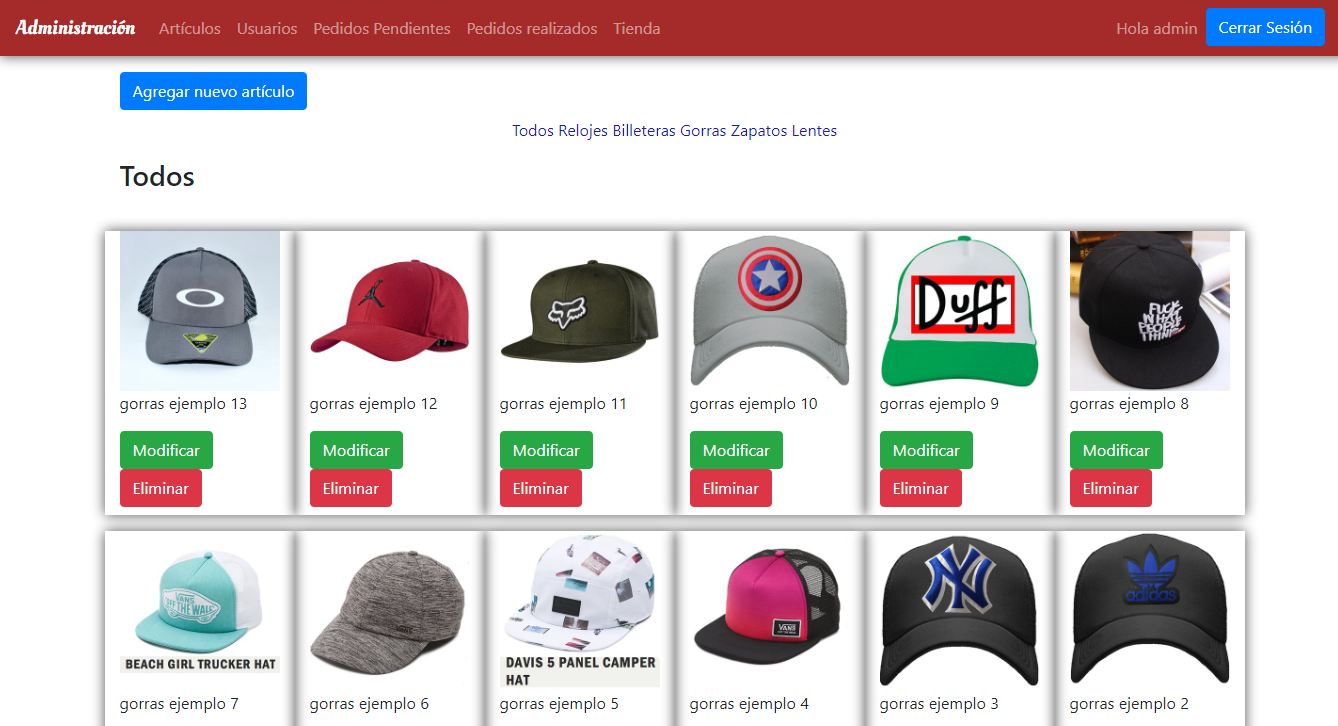 Administración Artículos Usuarios Pedidos Pendientes Pedidos realizados Tienda Hola admin Cerrar Sesión
Agregar nuevo artículo
Todos Relojes Billeteras Gorras Zapatos Lentes
Todos
Duff
FUCK
WHAT
PEOPLE
THINK
gorras ejemplo 13 gorras ejemplo 12 gorras ejemplo 11 gorras ejemplo 10 gorras ejemplo 9 gorras ejemplo 8
Modificar Modificar Modificar Modificar Modificar Modificar
Eliminar Eliminar Eliminar Eliminar Eliminar Eliminar
VANS
OFF THE WALL
VANS
NY
adidas
BEACH GIRL TRUCKER HAT
DAVIS 5 PANEL CAMPER
HAT
gorras ejemplo 7 gorras ejemplo 6 gorras ejemplo 5 gorras ejemplo 4 gorras ejemplo 3 gorras ejemplo 2